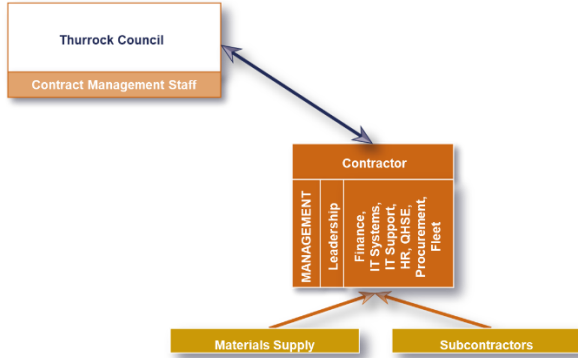 Thurrock Council
Contract Management Staff
Contractor
MANAGEMENT
Leadership
Finance,
IT Systems,
IT Support,
HR, QHSE,
Procurement,
Fleet
Materials Supply
Subcontractors